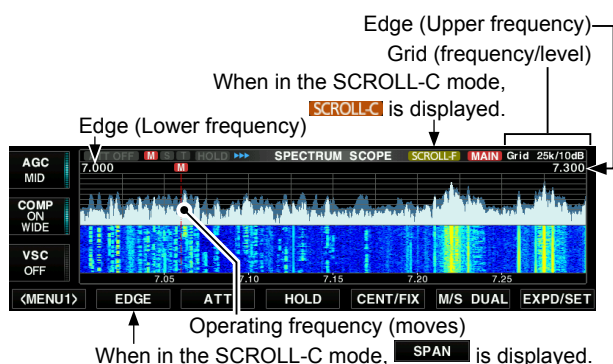 Edge (Upper frequency)
Grid (frequency/level)
When in the SCROLL-C mode,
SCROLL-C is displayed.
Edge (Lower frequency)
AGC
MID
ATT OFF M S T HOLD SPECTRUM SCOPE SCROLL-F MAIN Grid 25k/10dB
7.000 M 7.300
COMP
ON
WIDE
VSC
OFF
7.05 7.10 7.15 7.20 7.25
<MENU1> EDGE ATT HOLD CENT/FIX M/S DUAL EXPD/SET
Operating frequency (moves)
When in the SCROLL-C mode, SPAN is displayed.